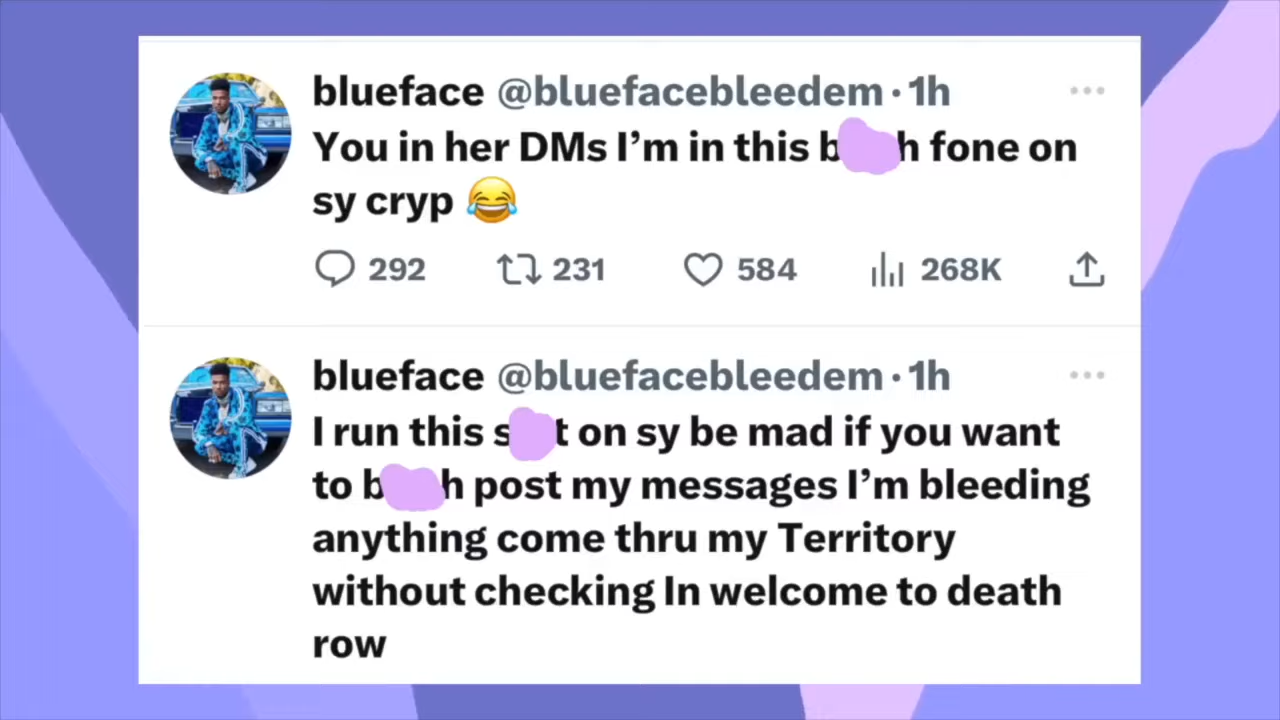 blueface @bluefacebleedem · 1h
You in her DMs I'm in this b h fone on
sy cryp 😂
292 231 584 268K
blueface @bluefacebleedem · 1h
I run this s t on sy be mad if you want
to b h post my messages I'm bleeding
anything come thru my Territory
without checking In welcome to death
row